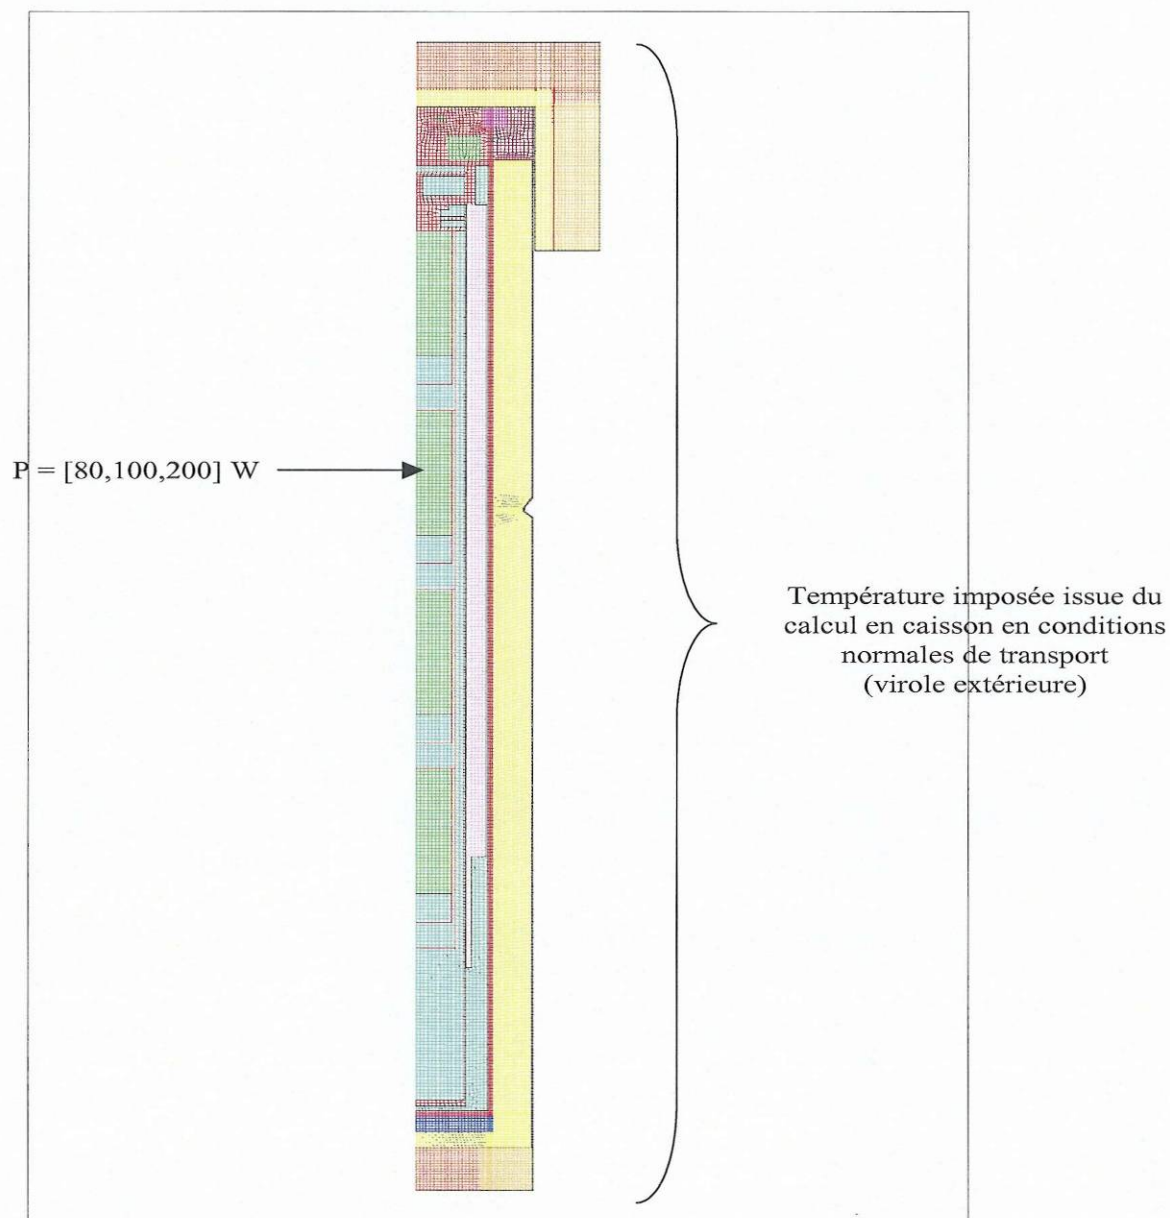 P = [80,100,200] W
Température imposée issue du
calcul en caisson en conditions
normales de transport
(virole extérieure)